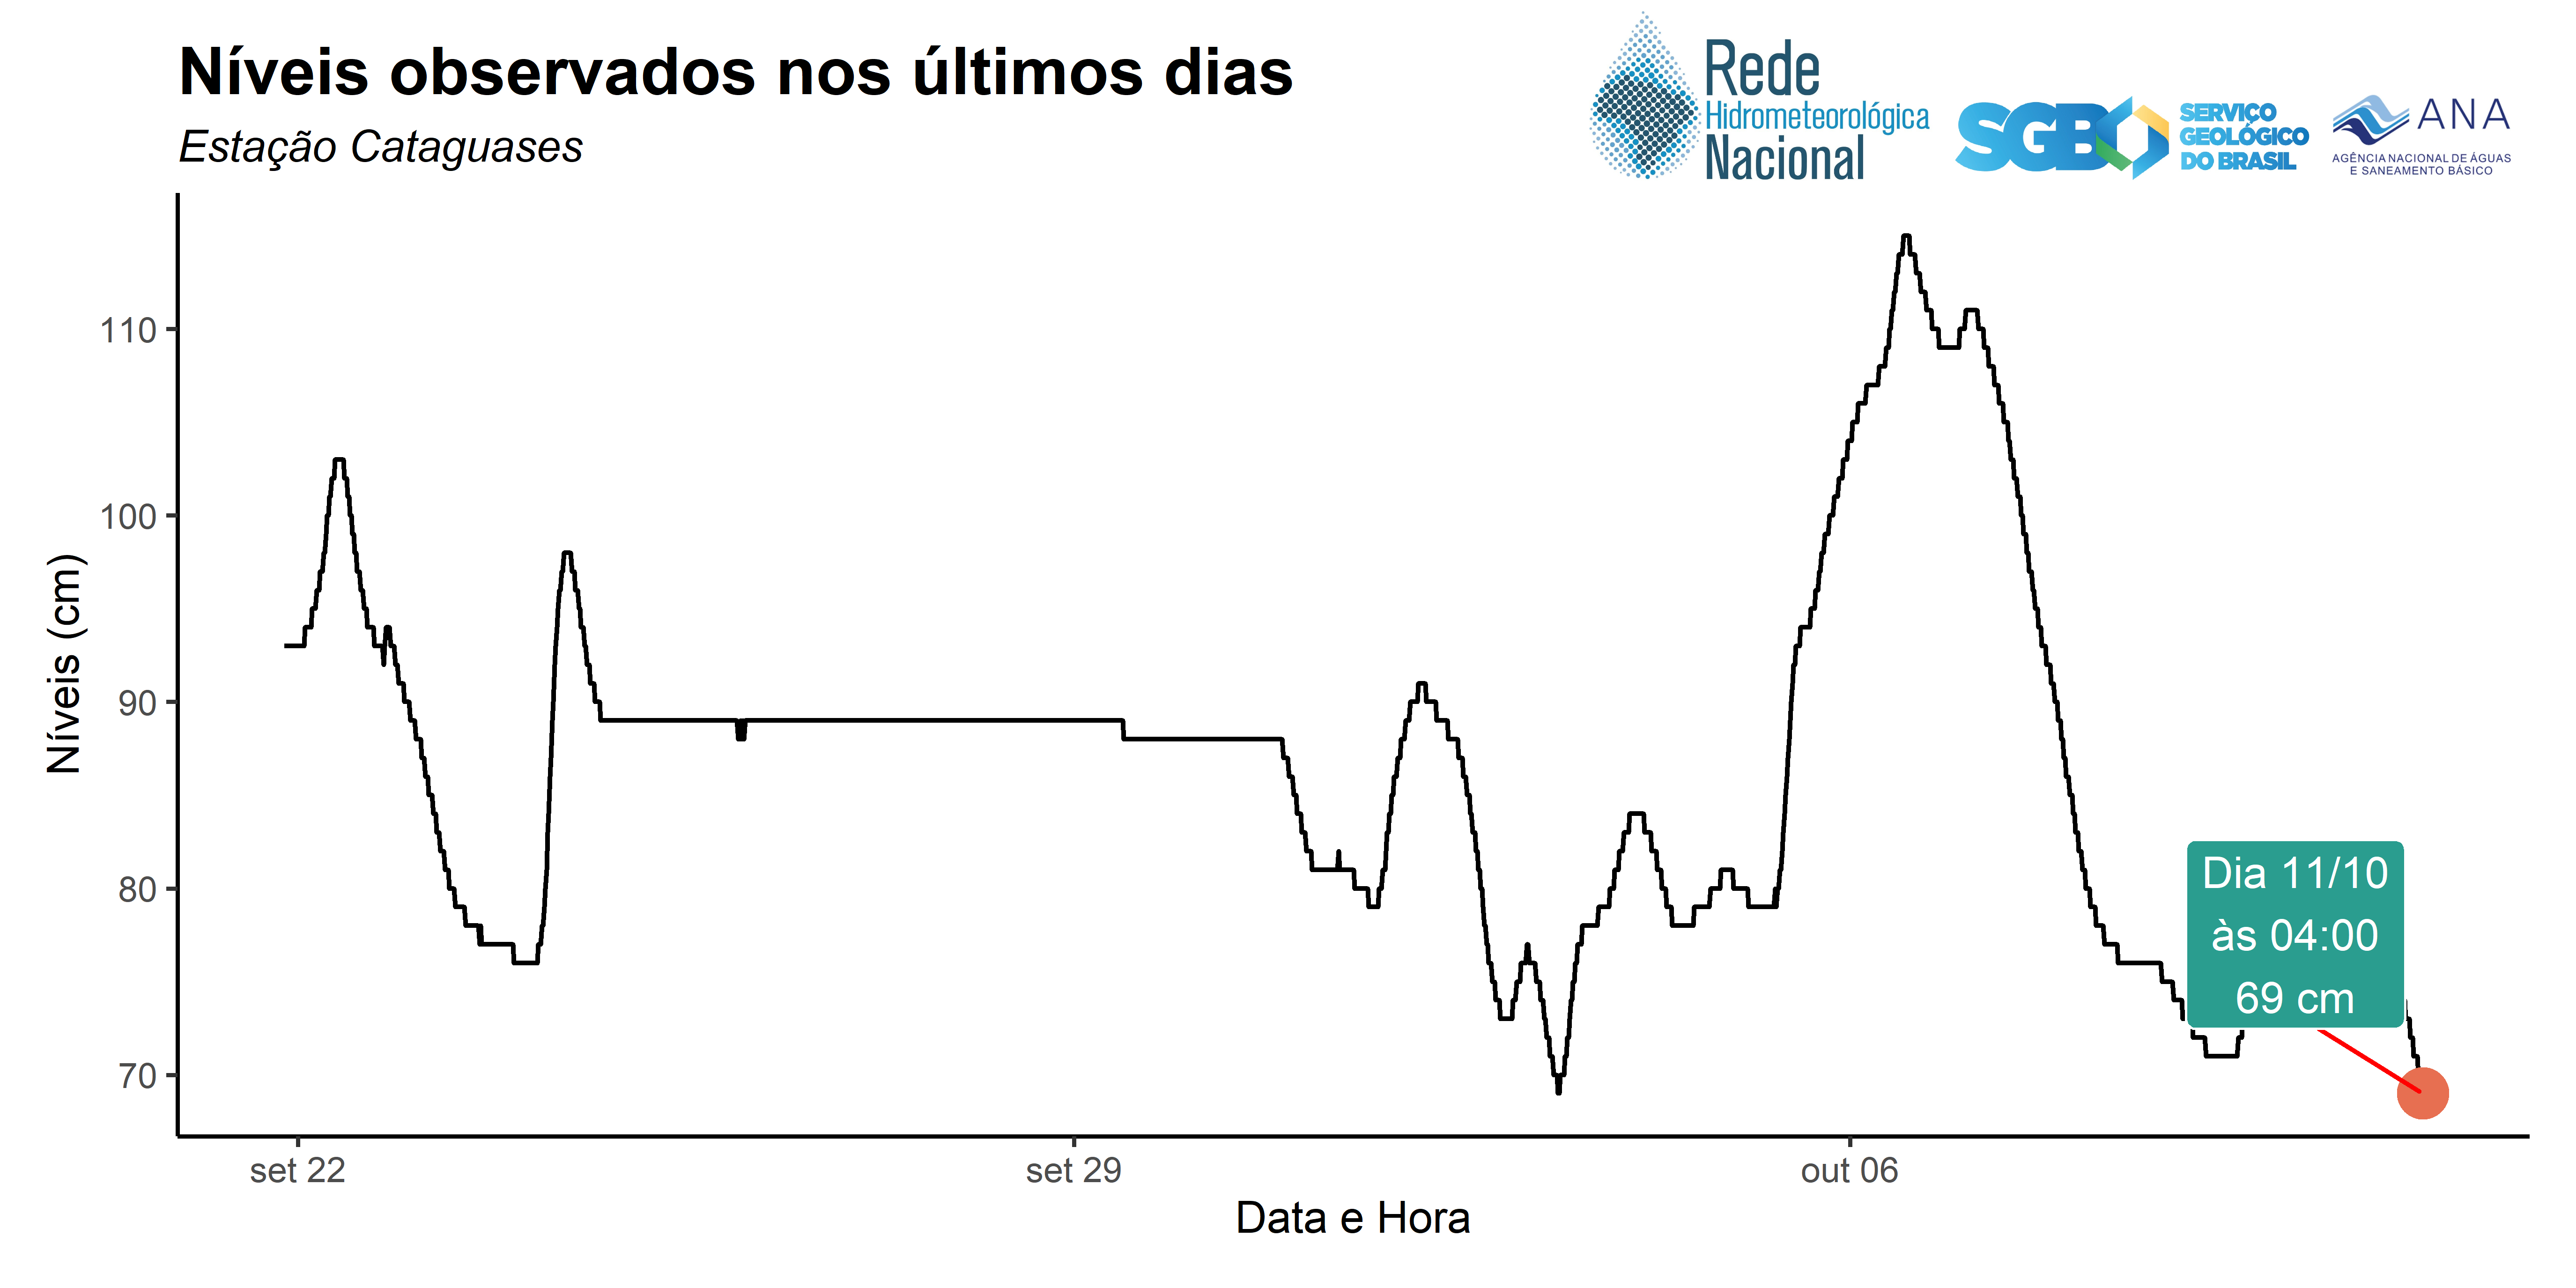 Níveis observados nos últimos dias
Estação Cataguases
Rede
Hidrometeorológica
Nacional
SGB
SERVIÇO
GEOLÓGICO
DO BRASIL
ANA
AGÊNCIA NACIONAL DE ÁGUAS
E SANEAMENTO BÁSICO
Níveis (cm)
110
100
90
80
70
Dia 11/10
às 04:00
69 cm
set 22
set 29
out 06
Data e Hora